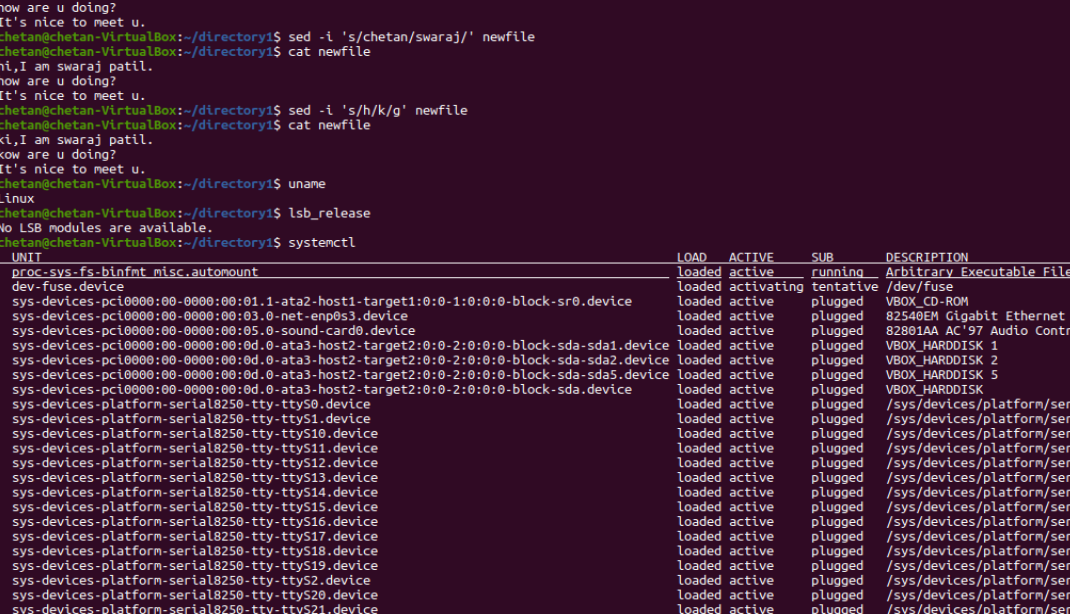 how are u doing?
It's nice to meet u.
chetan@chetan-VirtualBox:~/directory1$ sed -i 's/chetan/swaraj/' newfile
chetan@chetan-VirtualBox:~/directory1$ cat newfile
hi,I am swaraj patil.
how are u doing?
It's nice to meet u.
chetan@chetan-VirtualBox:~/directory1$ sed -i 's/h/k/g' newfile
chetan@chetan-VirtualBox:~/directory1$ cat newfile
ki,I am swaraj patil.
kow are u doing?
It's nice to meet u.
chetan@chetan-VirtualBox:~/directory1$ uname
Linux
chetan@chetan-VirtualBox:~/directory1$ lsb_release
No LSB modules are available.
chetan@chetan-VirtualBox:~/directory1$ systemctl
UNIT LOAD ACTIVE SUB DESCRIPTION
proc-sys-fs-binfmt_misc.automount loaded active running Arbitrary Executable File
dev-fuse.device loaded activating tentative /dev/fuse
sys-devices-pci0000:00-0000:00:01.1-ata2-host1-target1:0:0-1:0:0:0-block-sr0.device loaded active plugged VBOX_CD-ROM
sys-devices-pci0000:00-0000:00:03.0-net-enp0s3.device loaded active plugged 82540EM Gigabit Ethernet
sys-devices-pci0000:00-0000:00:05.0-sound-card0.device loaded active plugged 82801AA AC'97 Audio Contr
sys-devices-pci0000:00-0000:00:0d.0-ata3-host2-target2:0:0-2:0:0:0-block-sda-sda1.device loaded active plugged VBOX_HARDDISK 1
sys-devices-pci0000:00-0000:00:0d.0-ata3-host2-target2:0:0-2:0:0:0-block-sda-sda2.device loaded active plugged VBOX_HARDDISK 2
sys-devices-pci0000:00-0000:00:0d.0-ata3-host2-target2:0:0-2:0:0:0-block-sda-sda5.device loaded active plugged VBOX_HARDDISK 5
sys-devices-pci0000:00-0000:00:0d.0-ata3-host2-target2:0:0-2:0:0:0-block-sda.device loaded active plugged VBOX_HARDDISK
sys-devices-platform-serial8250-tty-ttyS0.device loaded active plugged /sys/devices/platform/ser
sys-devices-platform-serial8250-tty-ttyS1.device loaded active plugged /sys/devices/platform/ser
sys-devices-platform-serial8250-tty-ttyS10.device loaded active plugged /sys/devices/platform/ser
sys-devices-platform-serial8250-tty-ttyS11.device loaded active plugged /sys/devices/platform/ser
sys-devices-platform-serial8250-tty-ttyS12.device loaded active plugged /sys/devices/platform/ser
sys-devices-platform-serial8250-tty-ttyS13.device loaded active plugged /sys/devices/platform/ser
sys-devices-platform-serial8250-tty-ttyS14.device loaded active plugged /sys/devices/platform/ser
sys-devices-platform-serial8250-tty-ttyS15.device loaded active plugged /sys/devices/platform/ser
sys-devices-platform-serial8250-tty-ttyS16.device loaded active plugged /sys/devices/platform/ser
sys-devices-platform-serial8250-tty-ttyS17.device loaded active plugged /sys/devices/platform/ser
sys-devices-platform-serial8250-tty-ttyS18.device loaded active plugged /sys/devices/platform/ser
sys-devices-platform-serial8250-tty-ttyS19.device loaded active plugged /sys/devices/platform/ser
sys-devices-platform-serial8250-tty-ttyS2.device loaded active plugged /sys/devices/platform/ser
sys-devices-platform-serial8250-tty-ttyS20.device loaded active plugged /sys/devices/platform/ser
sys-devices-platform-serial8250-tty-ttyS21.device loaded active plugged /sys/devices/platform/ser